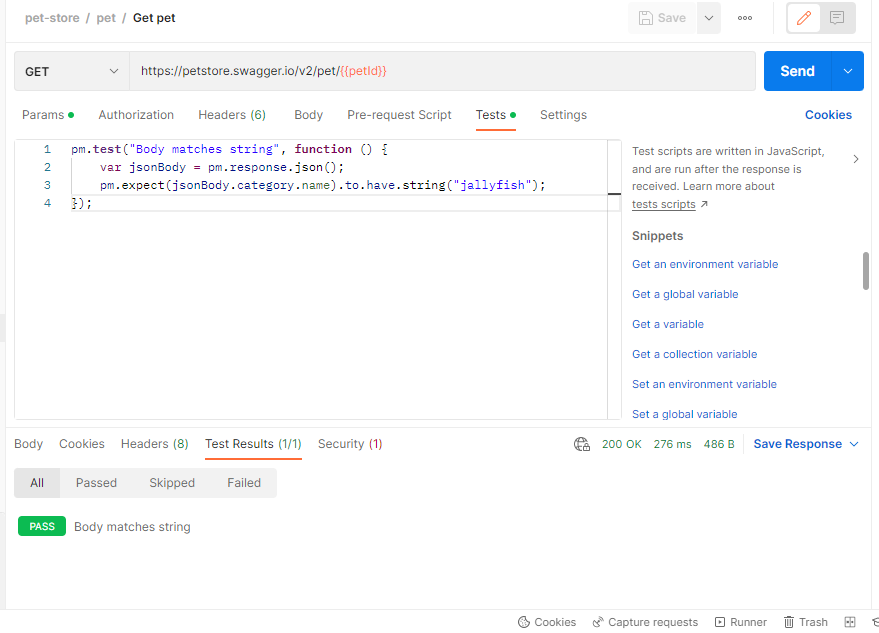 pet-store / pet / Get pet
Save
GET
https://petstore.swagger.io/v2/pet/{{petId}}
Send
Params Authorization Headers (6) Body Pre-request Script Tests Settings Cookies
1 pm.test("Body matches string", function () {
2 var jsonBody = pm.response.json();
3 pm.expect(jsonBody.category.name).to.have.string("jallyfish");
4 });
Test scripts are written in JavaScript,
and are run after the response is
received. Learn more about
tests scripts ↗
Snippets
Get an environment variable
Get a global variable
Get a variable
Get a collection variable
Set an environment variable
Set a global variable
Body Cookies Headers (8) Test Results (1/1) Security (1) 200 OK 276 ms 486 B Save Response
All Passed Skipped Failed
PASS Body matches string
Cookies Capture requests Runner Trash